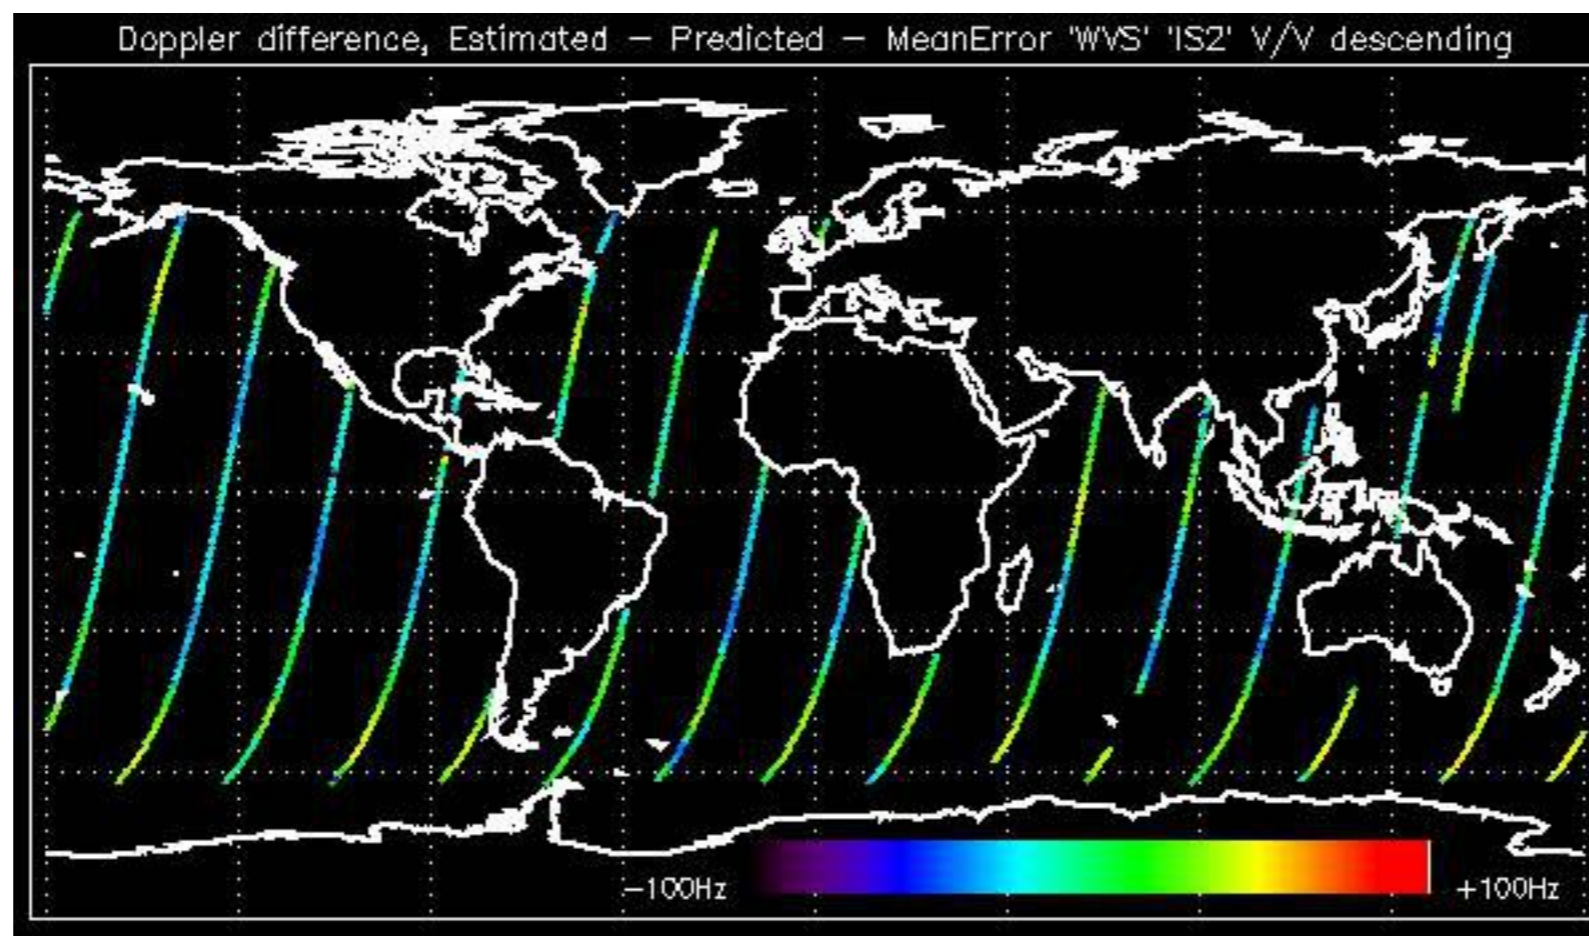 Doppler difference, Estimated – Predicted – MeanError 'WVS' 'IS2' V/V descending
–100Hz +100Hz